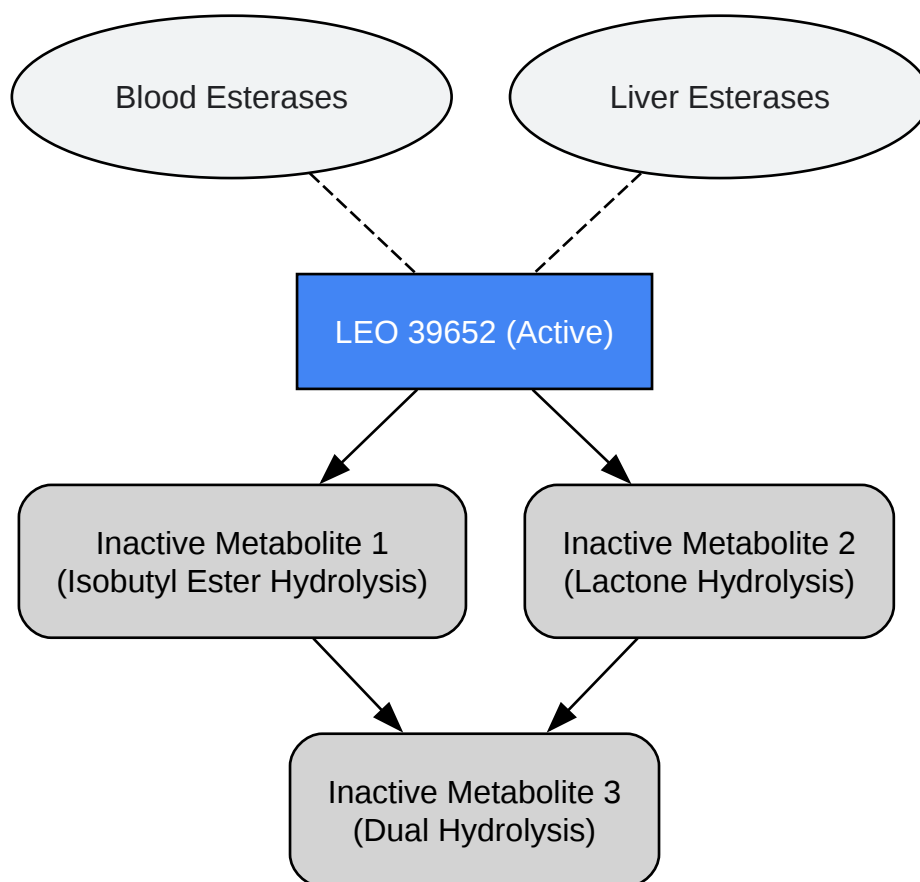 Blood Esterases
Liver Esterases
LEO 39652 (Active)
Inactive Metabolite 1
(Isobutyl Ester Hydrolysis)
Inactive Metabolite 2
(Lactone Hydrolysis)
Inactive Metabolite 3
(Dual Hydrolysis)